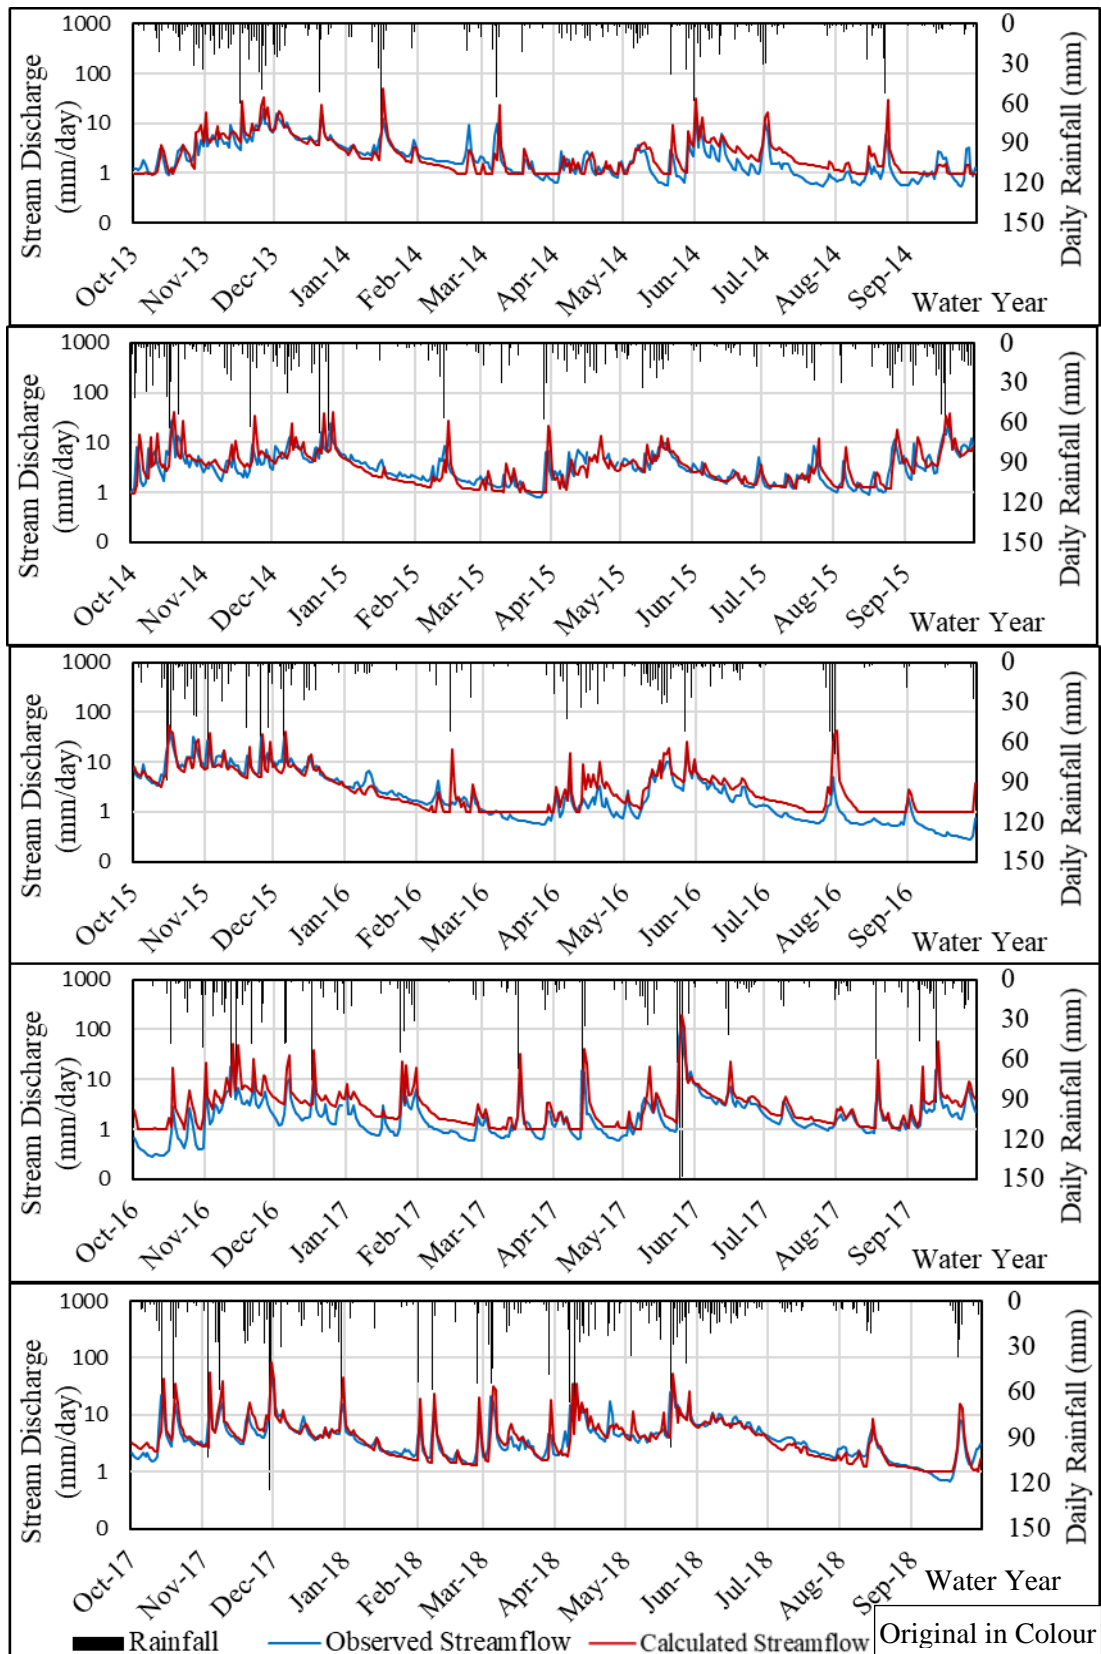 1000
100
10
1
0
Stream Discharge
(mm/day)
0
30
60
90
120
150
Daily Rainfall (mm)
Oct-13
Nov-13
Dec-13
Jan-14
Feb-14
Mar-14
Apr-14
May-14
Jun-14
Jul-14
Aug-14
Sep-14
Water Year
1000
100
10
1
0
Stream Discharge
(mm/day)
0
30
60
90
120
150
Daily Rainfall (mm)
Oct-14
Nov-14
Dec-14
Jan-15
Feb-15
Mar-15
Apr-15
May-15
Jun-15
Jul-15
Aug-15
Sep-15
Water Year
1000
100
10
1
0
Stream Discharge
(mm/day)
0
30
60
90
120
150
Daily Rainfall (mm)
Oct-15
Nov-15
Dec-15
Jan-16
Feb-16
Mar-16
Apr-16
May-16
Jun-16
Jul-16
Aug-16
Sep-16
Water Year
1000
100
10
1
0
Stream Discharge
(mm/day)
0
30
60
90
120
150
Daily Rainfall (mm)
Oct-16
Nov-16
Dec-16
Jan-17
Feb-17
Mar-17
Apr-17
May-17
Jun-17
Jul-17
Aug-17
Sep-17
Water Year
1000
100
10
1
0
Stream Discharge
(mm/day)
0
30
60
90
120
150
Daily Rainfall (mm)
Oct-17
Nov-17
Dec-17
Jan-18
Feb-18
Mar-18
Apr-18
May-18
Jun-18
Jul-18
Aug-18
Sep-18
Water Year
Rainfall
Observed Streamflow
Calculated Streamflow
Original in Colour